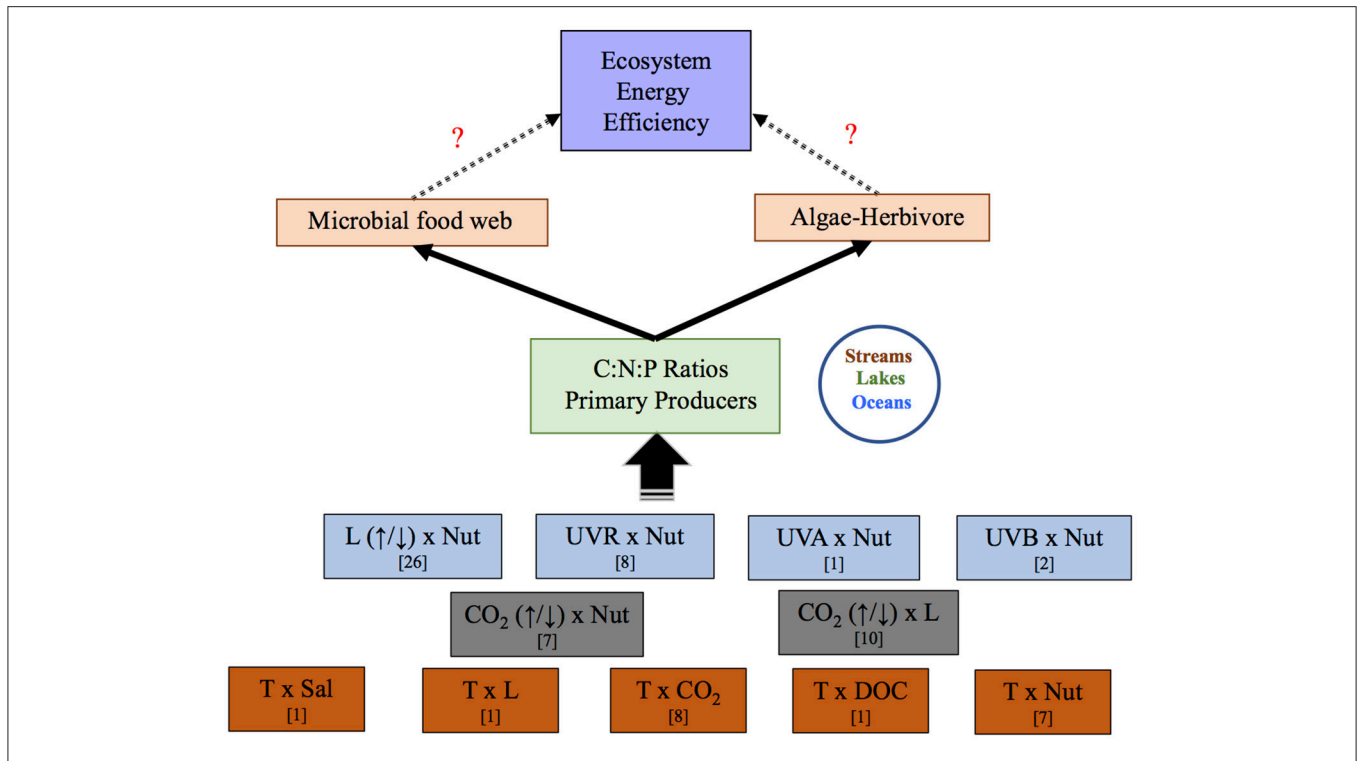 Ecosystem
Energy
Efficiency
?
?
Microbial food web
Algae-Herbivore
C:N:P Ratios
Primary Producers
Streams
Lakes
Oceans
L (↑/↓) x Nut
[26]
UVR x Nut
[8]
UVA x Nut
[1]
UVB x Nut
[2]
CO₂ (↑/↓) x Nut
[7]
CO₂ (↑/↓) x L
[10]
T x Sal
[1]
T x L
[1]
T x CO₂
[8]
T x DOC
[1]
T x Nut
[7]